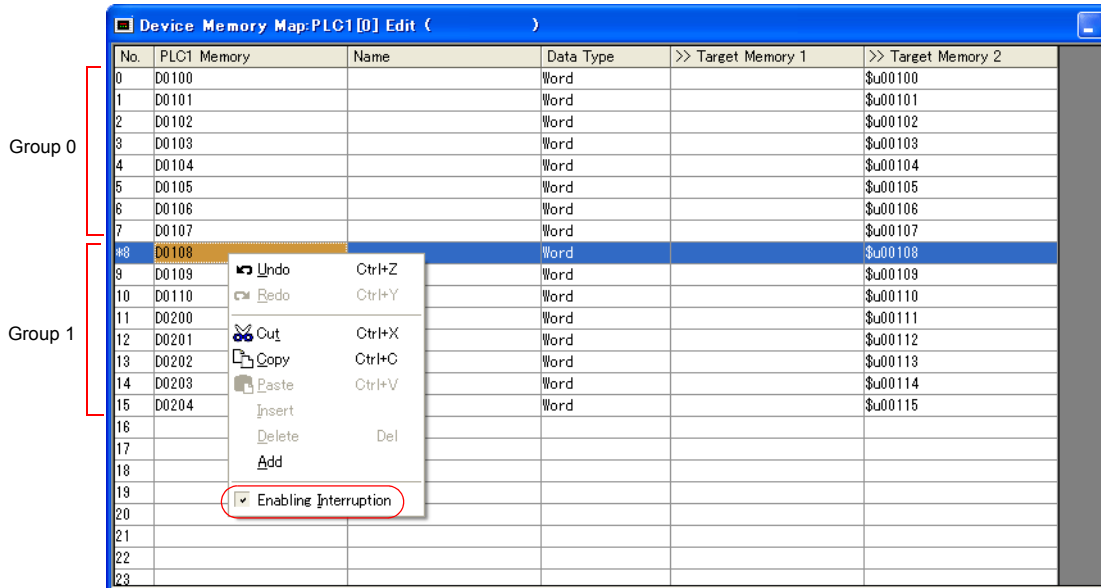 Device Memory Map:PLC1[0] Edit ( )
No. PLC1 Memory Name Data Type >> Target Memory 1 >> Target Memory 2
0 D0100 Word $u00100
1 D0101 Word $u00101
2 D0102 Word $u00102
Group 0
3 D0103 Word $u00103
4 D0104 Word $u00104
5 D0105 Word $u00105
6 D0106 Word $u00106
7 D0107 Word $u00107
*8 D0108 Word $u00108
9 D0109 Word $u00109
10 D0110 Word $u00110
11 D0200 Word $u00111
Group 1
12 D0201 Word $u00112
13 D0202 Word $u00113
14 D0203 Word $u00114
15 D0204 Word $u00115
16
17
18
19
20
21
22
23
Undo Ctrl+Z
Redo Ctrl+Y
Cut Ctrl+X
Copy Ctrl+C
Paste Ctrl+V
Insert
Delete Del
Add
Enabling Interruption